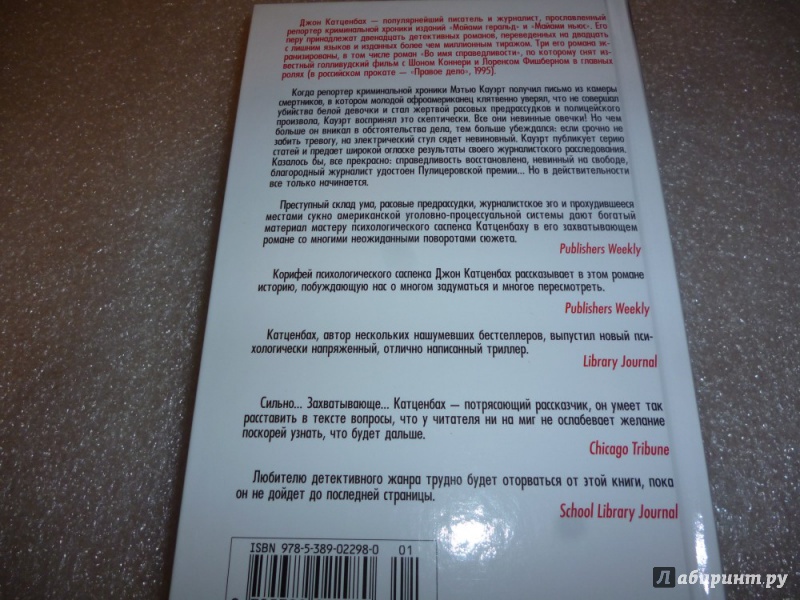 Джон Катценбах — популярнейший писатель и журналист, прославленный
репортер криминальной хроники изданий «Майами геральд» и «Майами ньюс». Его
перу принадлежат двенадцать детективных романов, переведенных на двадцать
с лишним языков и изданных более чем миллионным тиражом. Три его романа эк-
ранизированы, в том числе роман «Во имя справедливости», по которому снят из-
вестный голливудский фильм с Шоном Коннери и Лоренсом Фишберном в главных
ролях (в российском прокате — «Правое дело», 1995).
Когда репортер криминальной хроники Мэтью Кауэрт получил письмо из камеры
смертников, в котором молодой афроамериканец клятвенно уверял, что не совершал
убийства белой девочки и стал жертвой расовых предрассудков и полицейского
произвола, Кауэрт воспринял это скептически. Все они невинные овечки! Но чем
больше он вникал в обстоятельства дела, тем больше убеждался: если срочно не
забить тревогу, на электрический стул сядет невиновный. Кауэрт публикует серию
статей и предает широкой огласке результаты своего журналистского расследования.
Казалось бы, все прекрасно: справедливость восстановлена, невинный на свободе,
благородный журналист удостоен Пулицеровской премии... Но в действительности
все только начинается.
Преступный склад ума, расовые предрассудки, журналистское эго и прохудившееся
местами сукно американской уголовно-процессуальной системы дают богатый
материал мастеру психологического саспенса Катценбаху в его захватывающем
романе со многими неожиданными поворотами сюжета.
Publishers Weekly
Корифей психологического саспенса Джон Катценбах рассказывает в этом романе
историю, побуждающую нас о многом задуматься и многое пересмотреть.
Publishers Weekly
Катценбах, автор нескольких нашумевших бестселлеров, выпустил новый пси-
хологически напряженный, отлично написанный триллер.
Library Journal
Сильно... Захватывающе... Катценбах — потрясающий рассказчик, он умеет так
расставить в тексте вопросы, что у читателя ни на миг не ослабевает желание
поскорей узнать, что будет дальше.
Chicago Tribune
Любителю детективного жанра трудно будет оторваться от этой книги, пока
он не дойдет до последней страницы.
School Library Journal
ISBN 978-5-389-02298-0 01
Лабиринт.ру